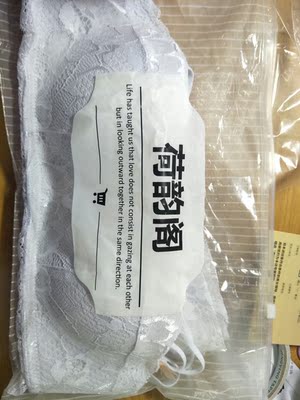 荷韵阁
Life has taught us that love does not consist in gazing at each other
but in looking outward together in the same direction.